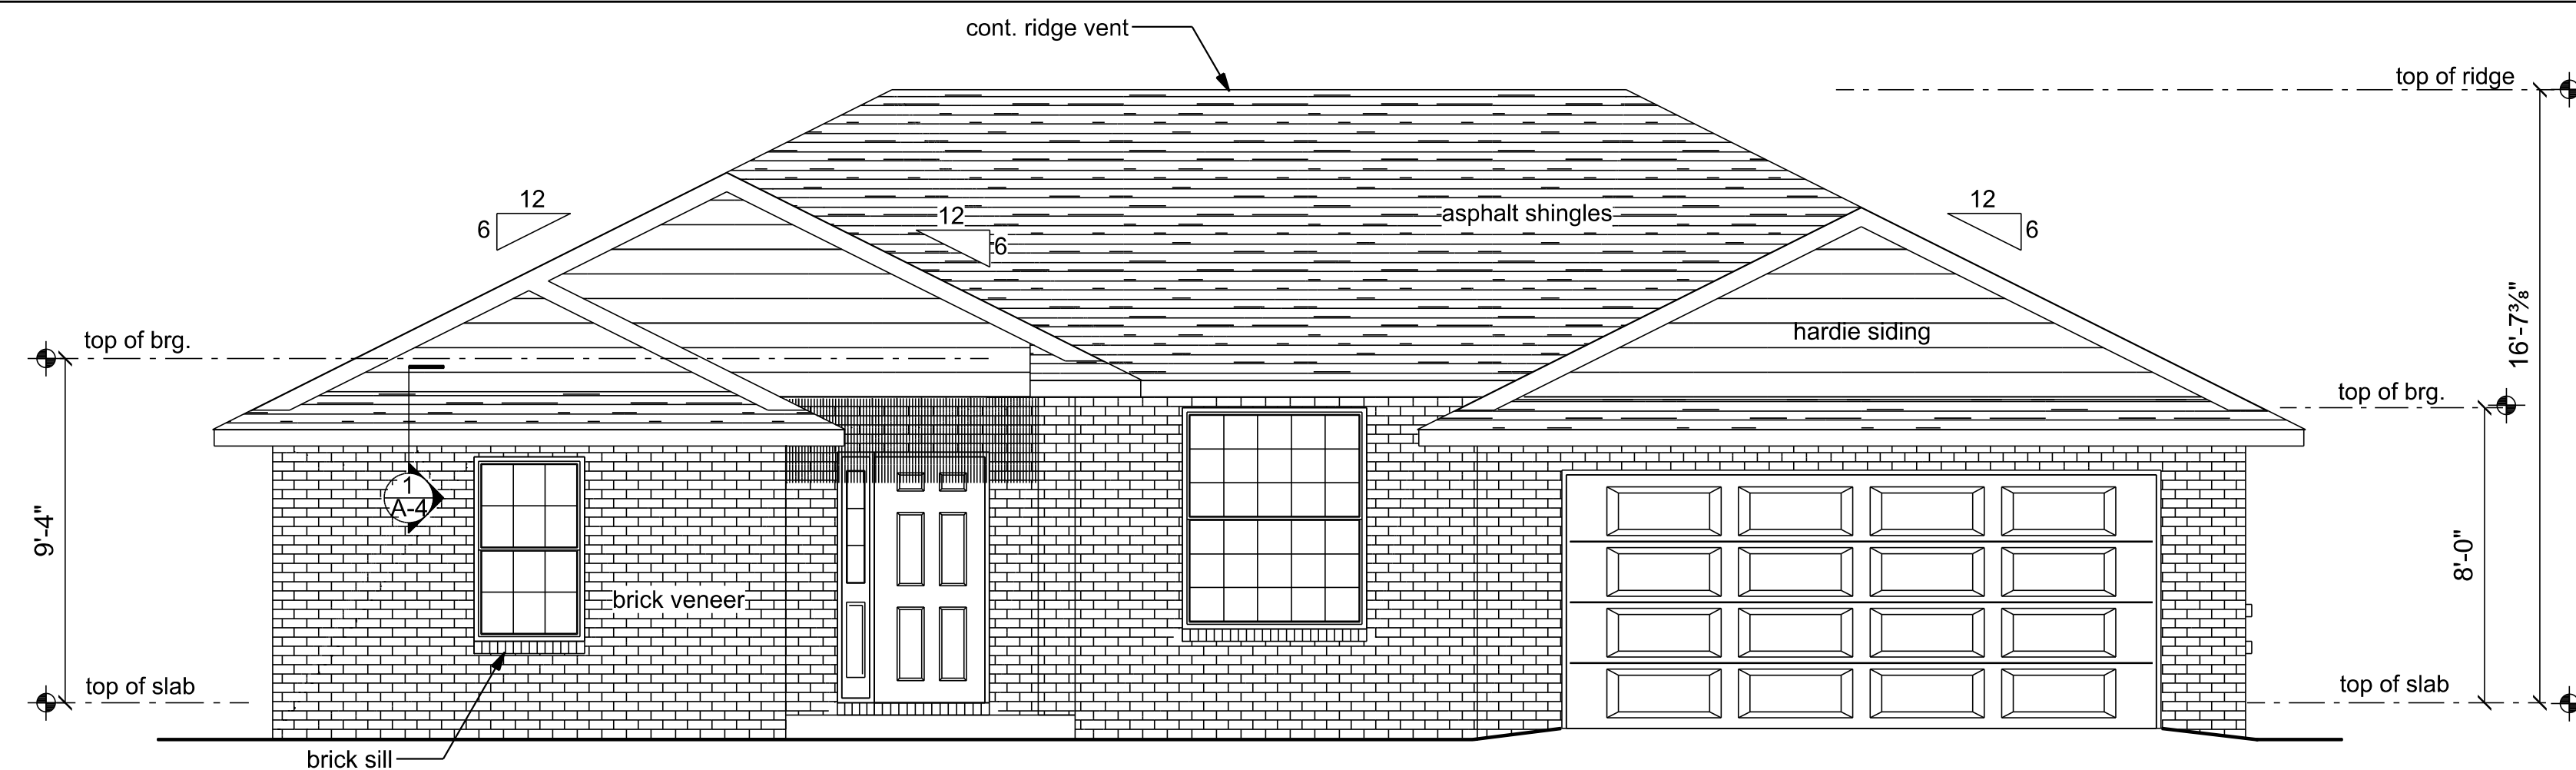 cont. ridge vent
top of ridge
12
6
12
6
asphalt shingles
12
6
16'-7⅜"
hardie siding
top of brg.
top of brg.
1
A-4
9'-4"
8'-0"
brick veneer
top of slab
top of slab
brick sill